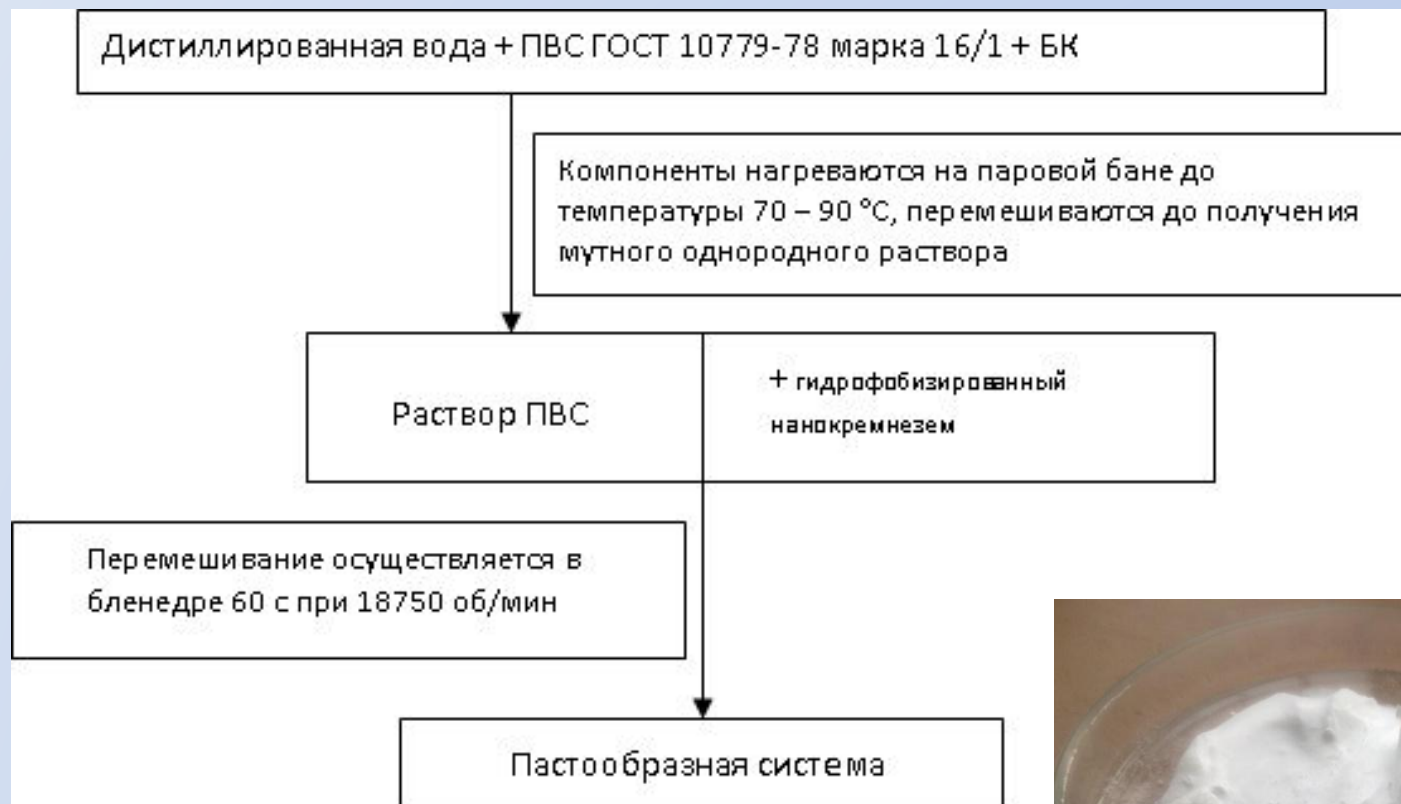 Дистиллированная вода + ПВС ГОСТ 10779-78 марка 16/1 + БК
Компоненты нагреваются на паровой бане до
температуры 70 – 90 °С, перемешиваются до получения
мутного однородного раствора
Раствор ПВС
+ гидрофобизированный
нанокремнезем
Перемешивание осуществляется в
бленедре 60 с при 18750 об/мин
Пастообразная система